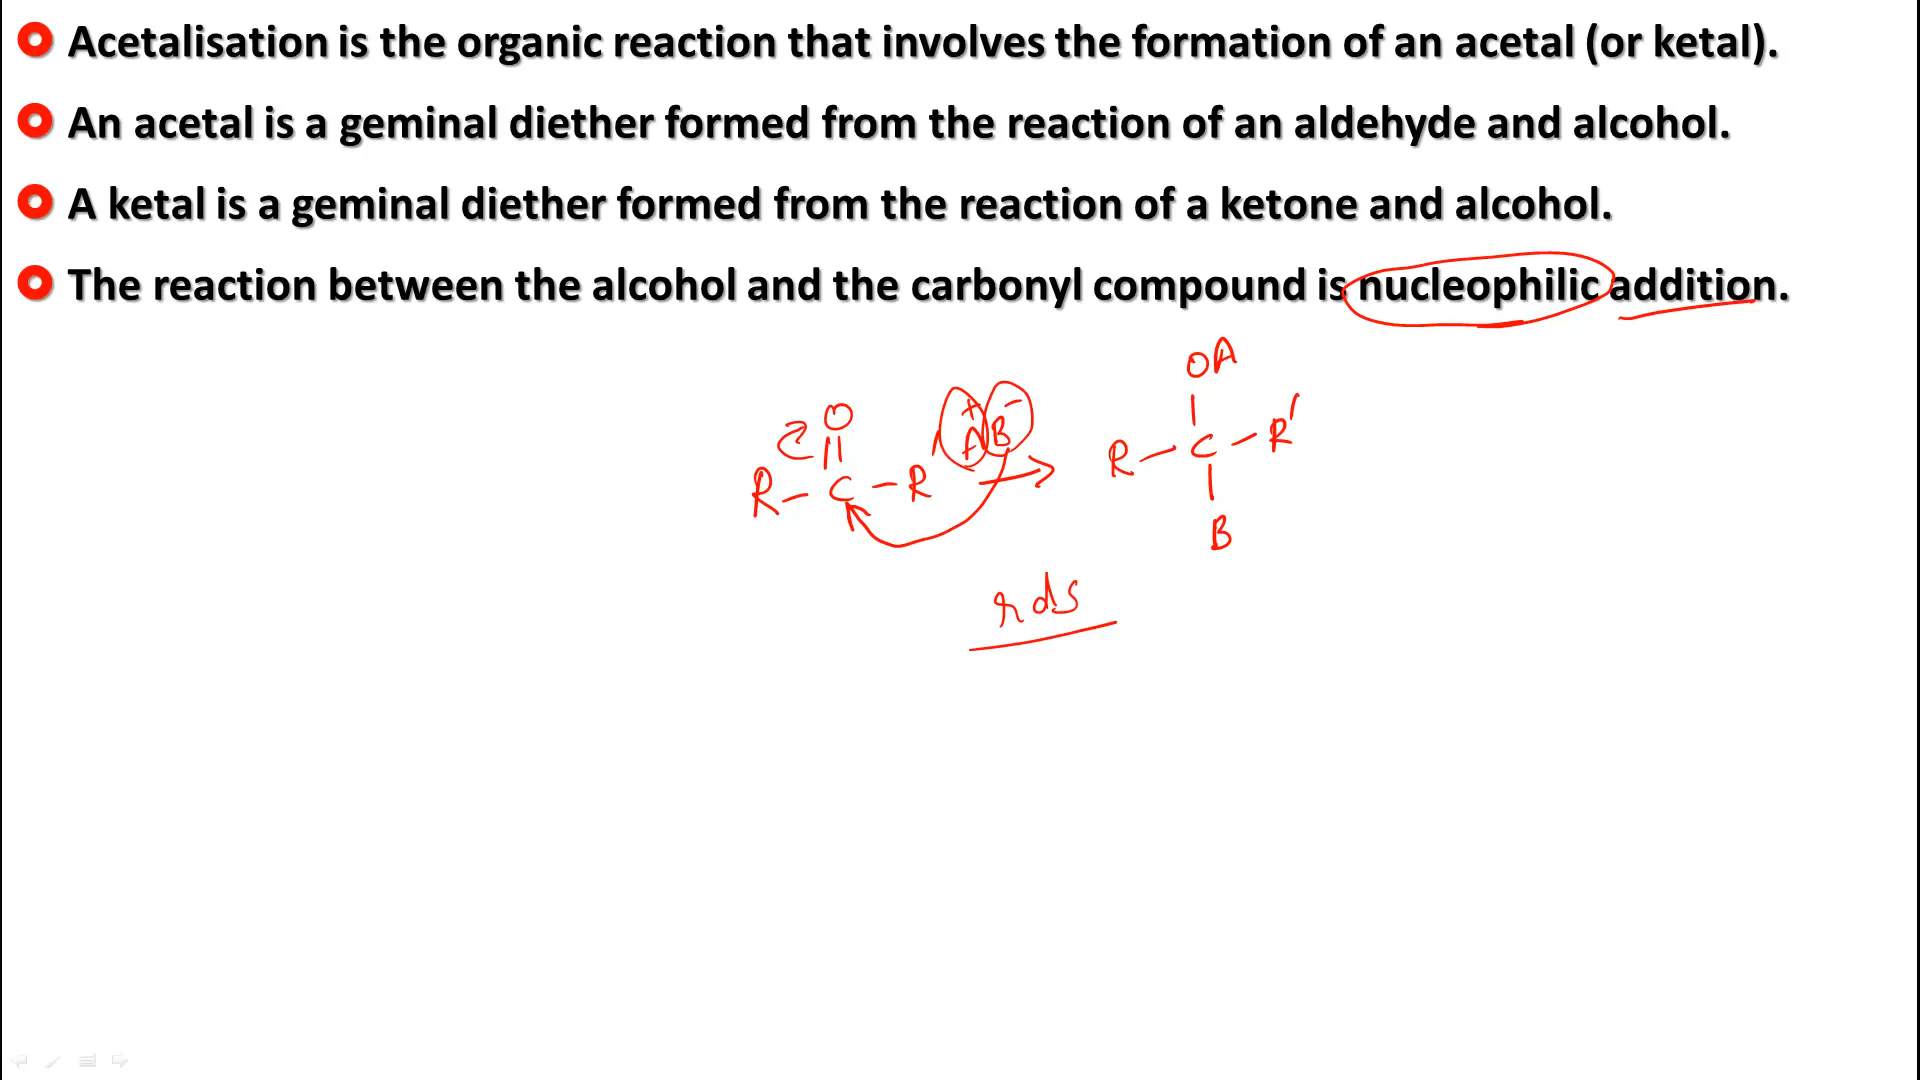 Acetalisation is the organic reaction that involves the formation of an acetal (or ketal).
An acetal is a geminal diether formed from the reaction of an aldehyde and alcohol.
A ketal is a geminal diether formed from the reaction of a ketone and alcohol.
The reaction between the alcohol and the carbonyl compound is nucleophilic addition.
OA
O + −
A B
R − C − R' → R − C − R'
B
rds